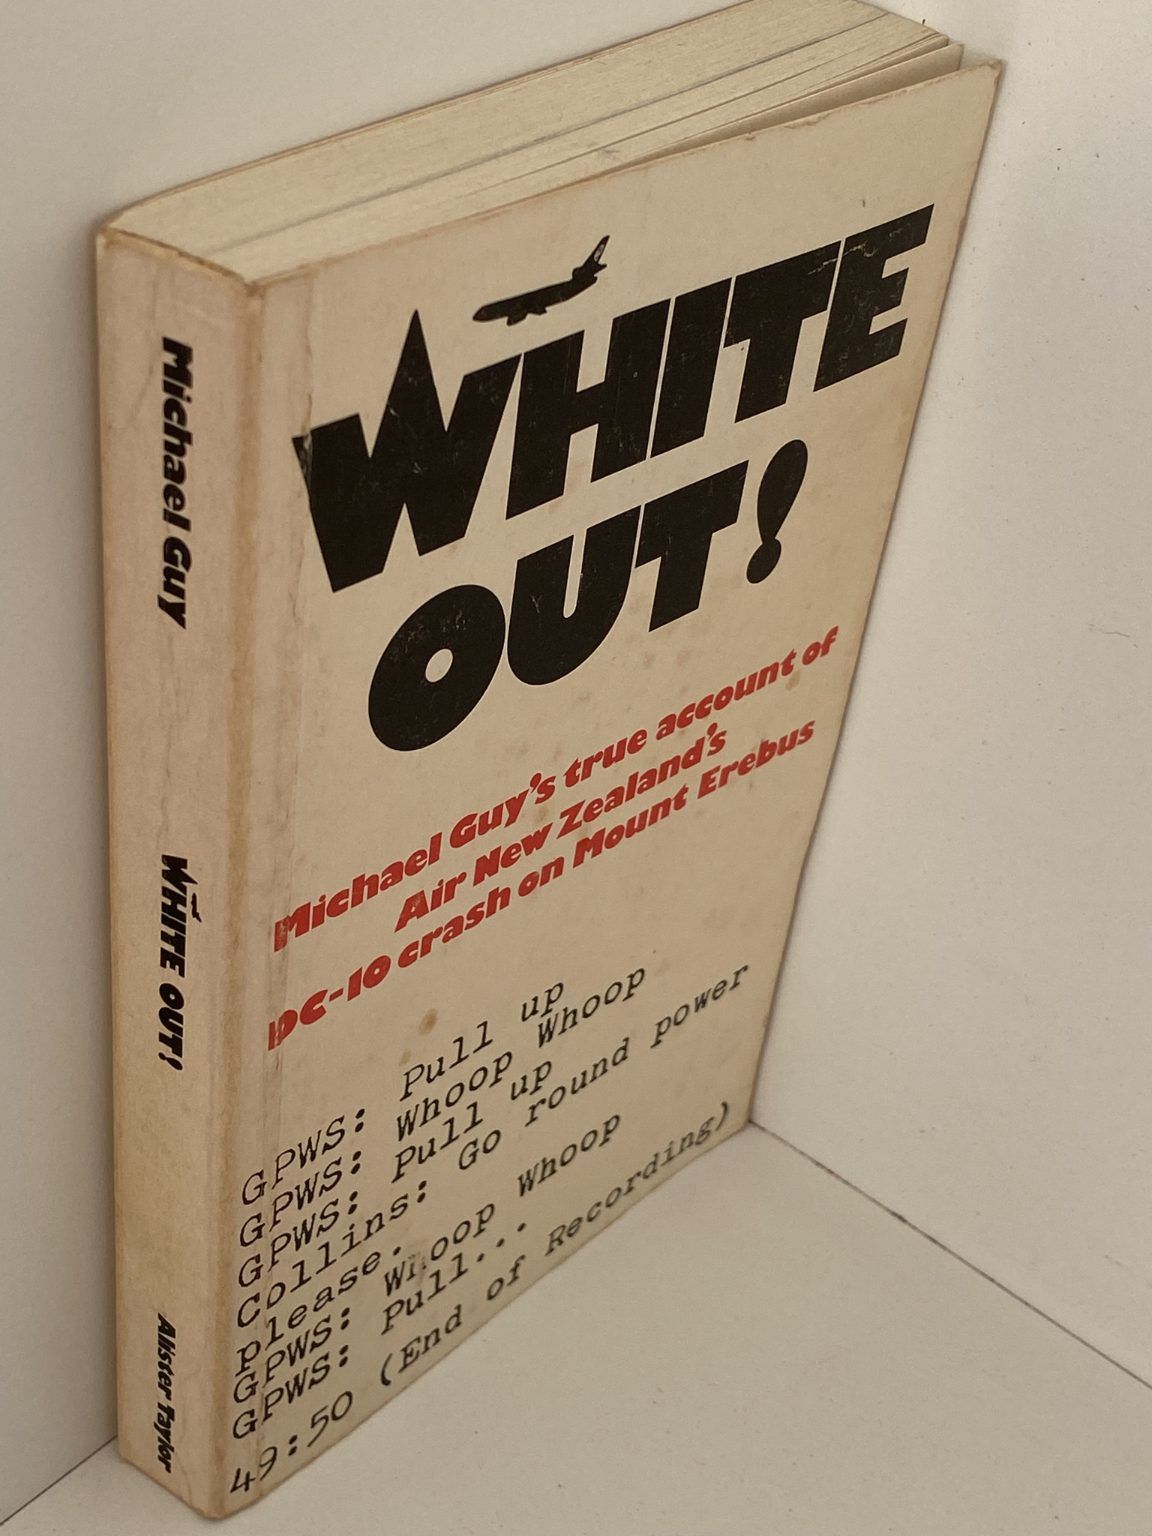 Michael Guy
WHITE OUT!
Alister Taylor
WHITE
OUT!
Michael Guy's true account of
Air New Zealand's
DC-10 crash on Mount Erebus
GPWS: Pull up
GPWS: Whoop Whoop
GPWS: Pull up
Collins: Go round power
please.
GPWS: Whoop Whoop
GPWS: Pull...
49:50 (End of Recording)